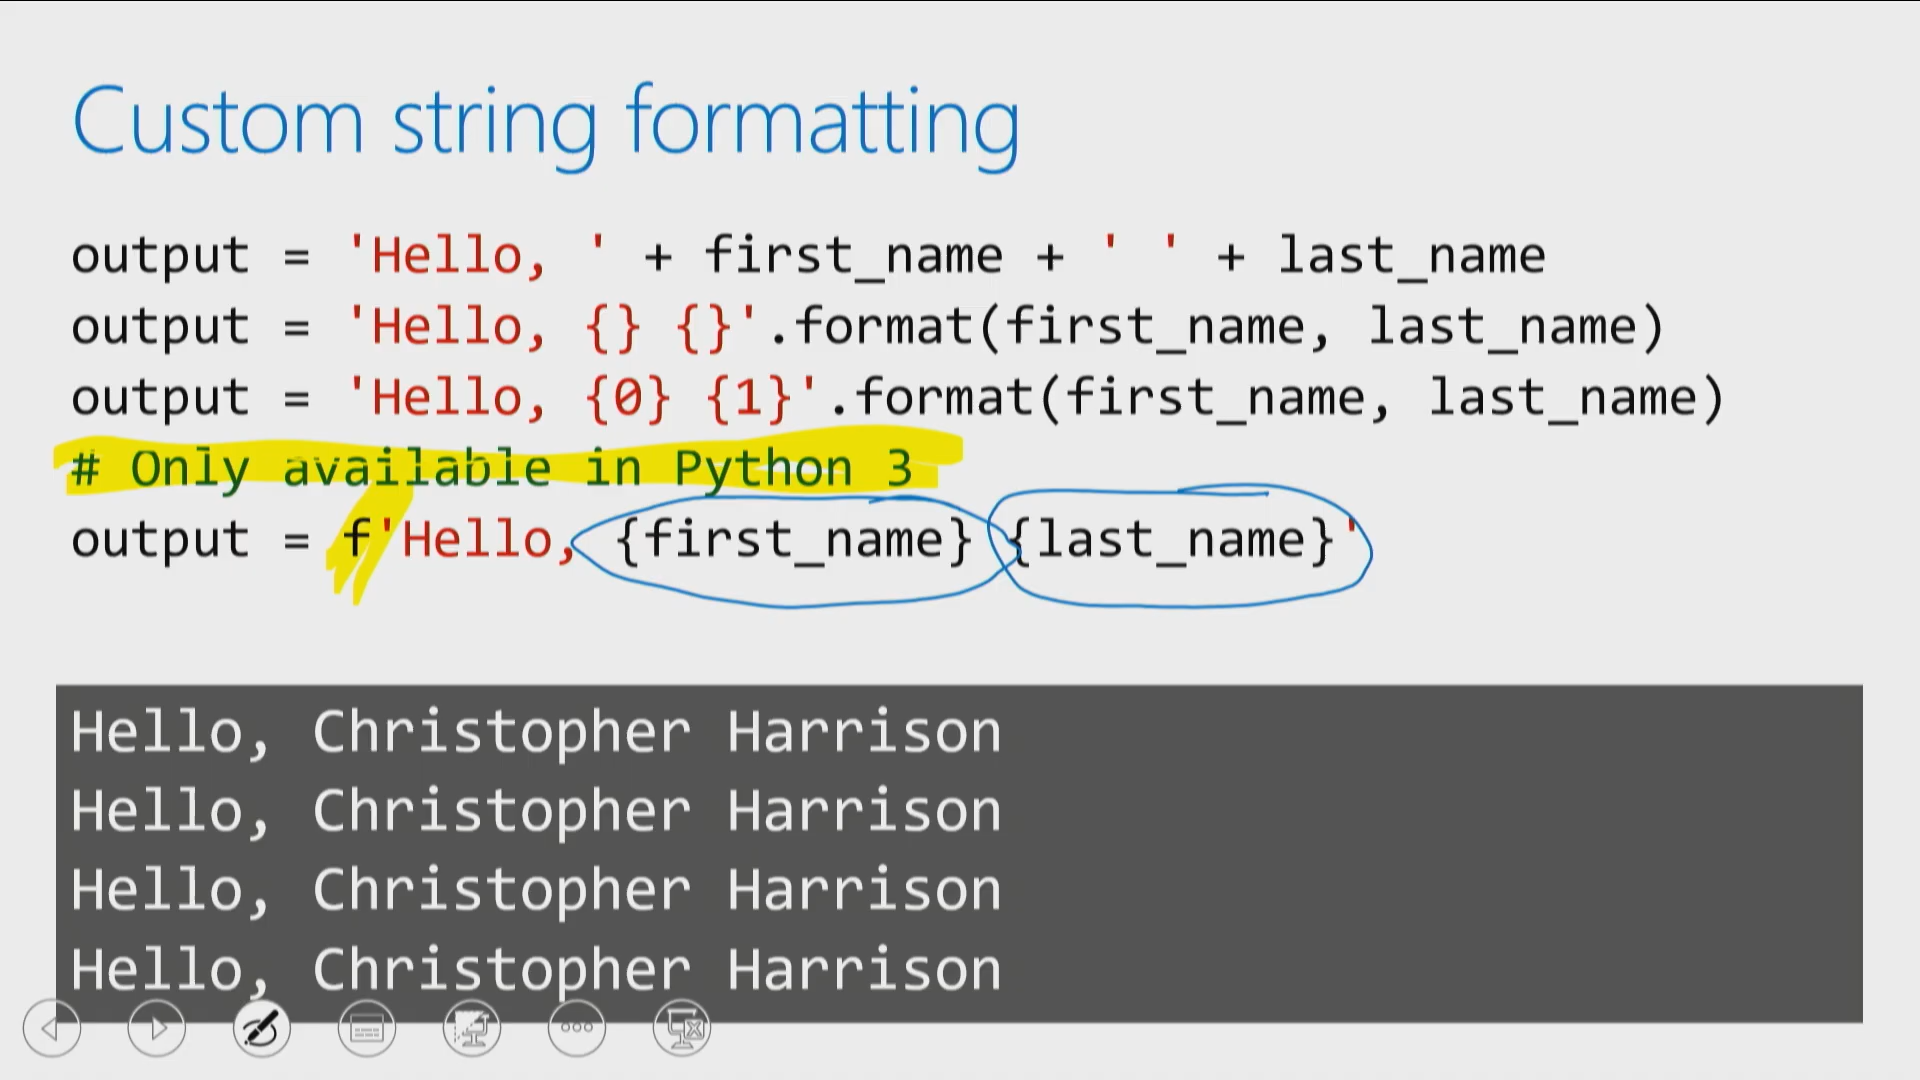 Custom string formatting
output = 'Hello, ' + first_name + ' ' + last_name
output = 'Hello, {} {}'.format(first_name, last_name)
output = 'Hello, {0} {1}'.format(first_name, last_name)
# Only available in Python 3
output = f'Hello, {first_name} {last_name}'
Hello, Christopher Harrison
Hello, Christopher Harrison
Hello, Christopher Harrison
Hello, Christopher Harrison